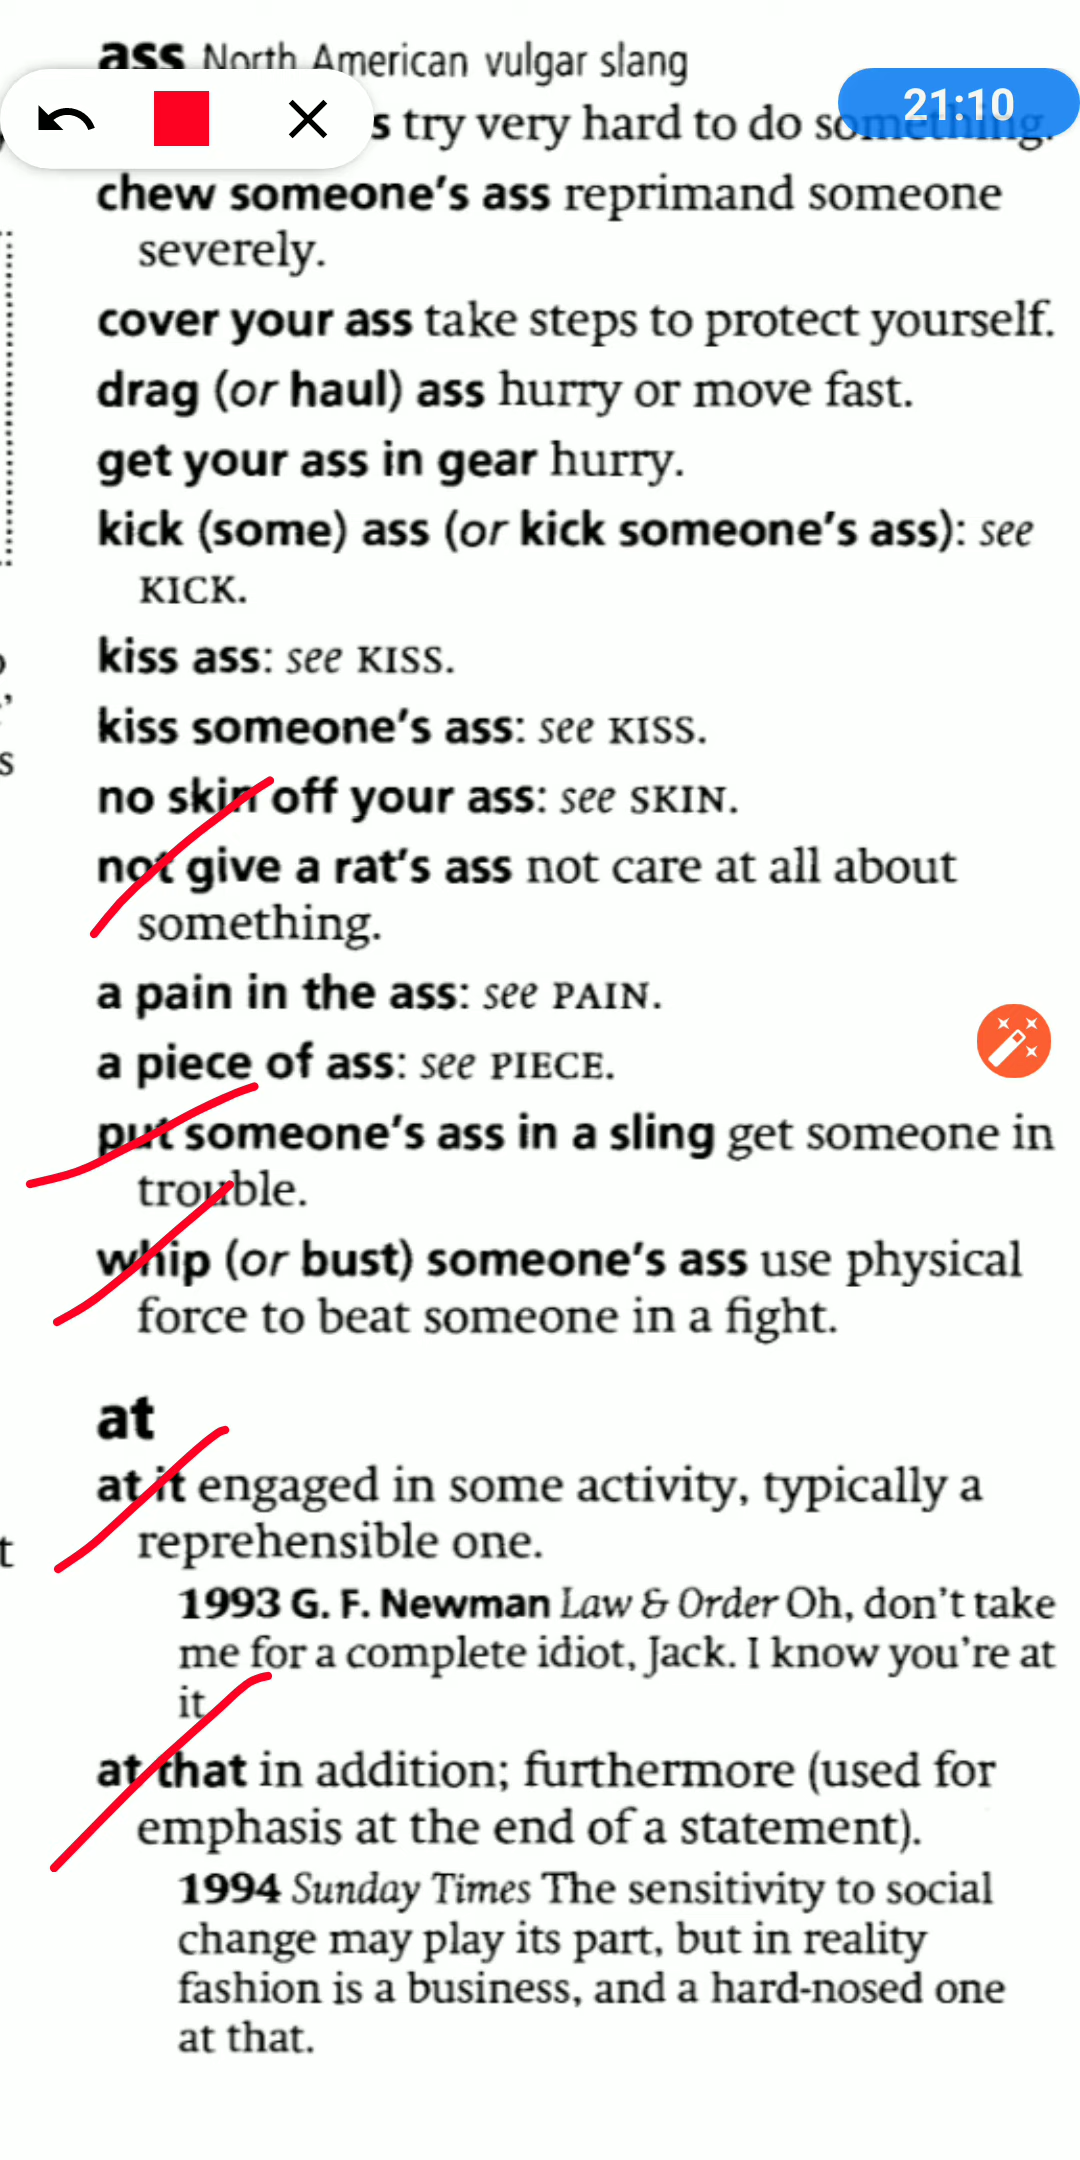 ass North American vulgar slang
21:10
s try very hard to do something.
chew someone's ass reprimand someone
severely.
cover your ass take steps to protect yourself.
drag (or haul) ass hurry or move fast.
get your ass in gear hurry.
kick (some) ass (or kick someone's ass): see
KICK.
kiss ass: see KISS.
kiss someone's ass: see KISS.
no skin off your ass: see SKIN.
not give a rat's ass not care at all about
something.
a pain in the ass: see PAIN.
a piece of ass: see PIECE.
put someone's ass in a sling get someone in
trouble.
whip (or bust) someone's ass use physical
force to beat someone in a fight.
at
at it engaged in some activity, typically a
reprehensible one.
1993 G. F. Newman Law & Order Oh, don't take
me for a complete idiot, Jack. I know you're at
it
at that in addition; furthermore (used for
emphasis at the end of a statement).
1994 Sunday Times The sensitivity to social
change may play its part, but in reality
fashion is a business, and a hard-nosed one
at that.